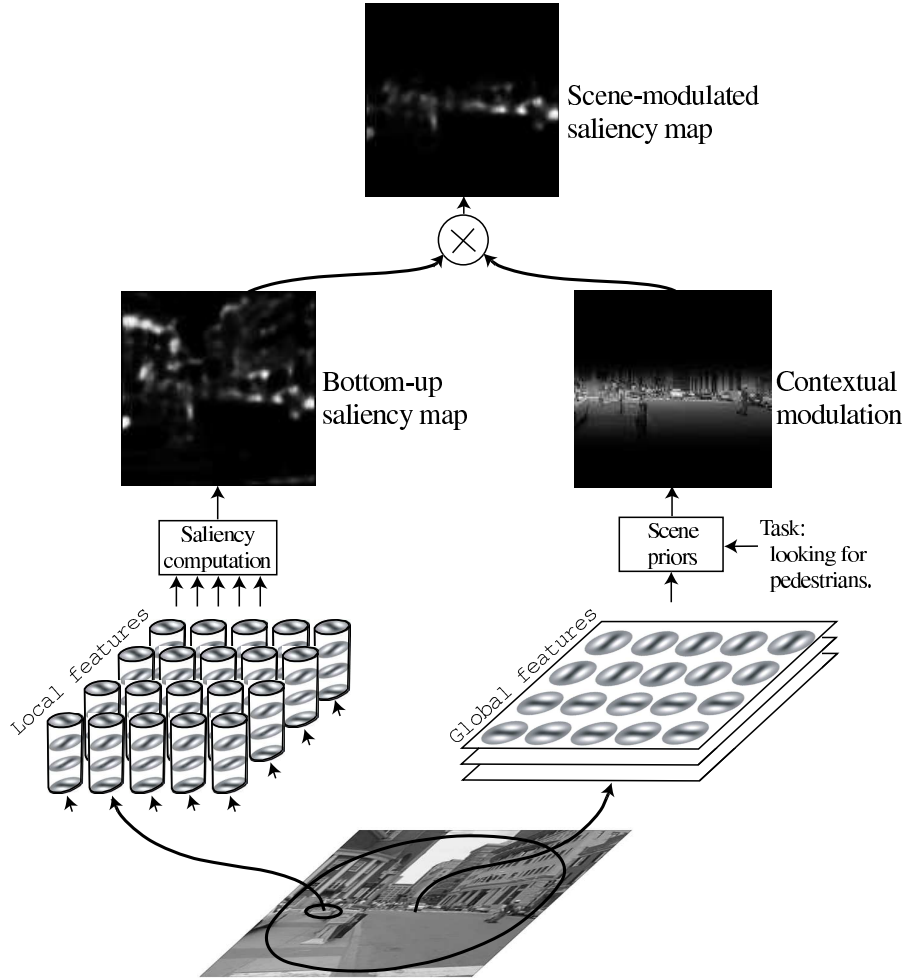 Scene-modulated
saliency map
Bottom-up
saliency map
Contextual
modulation
Saliency
computation
Scene
priors
Task:
looking for
pedestrians.
Local features
Global features